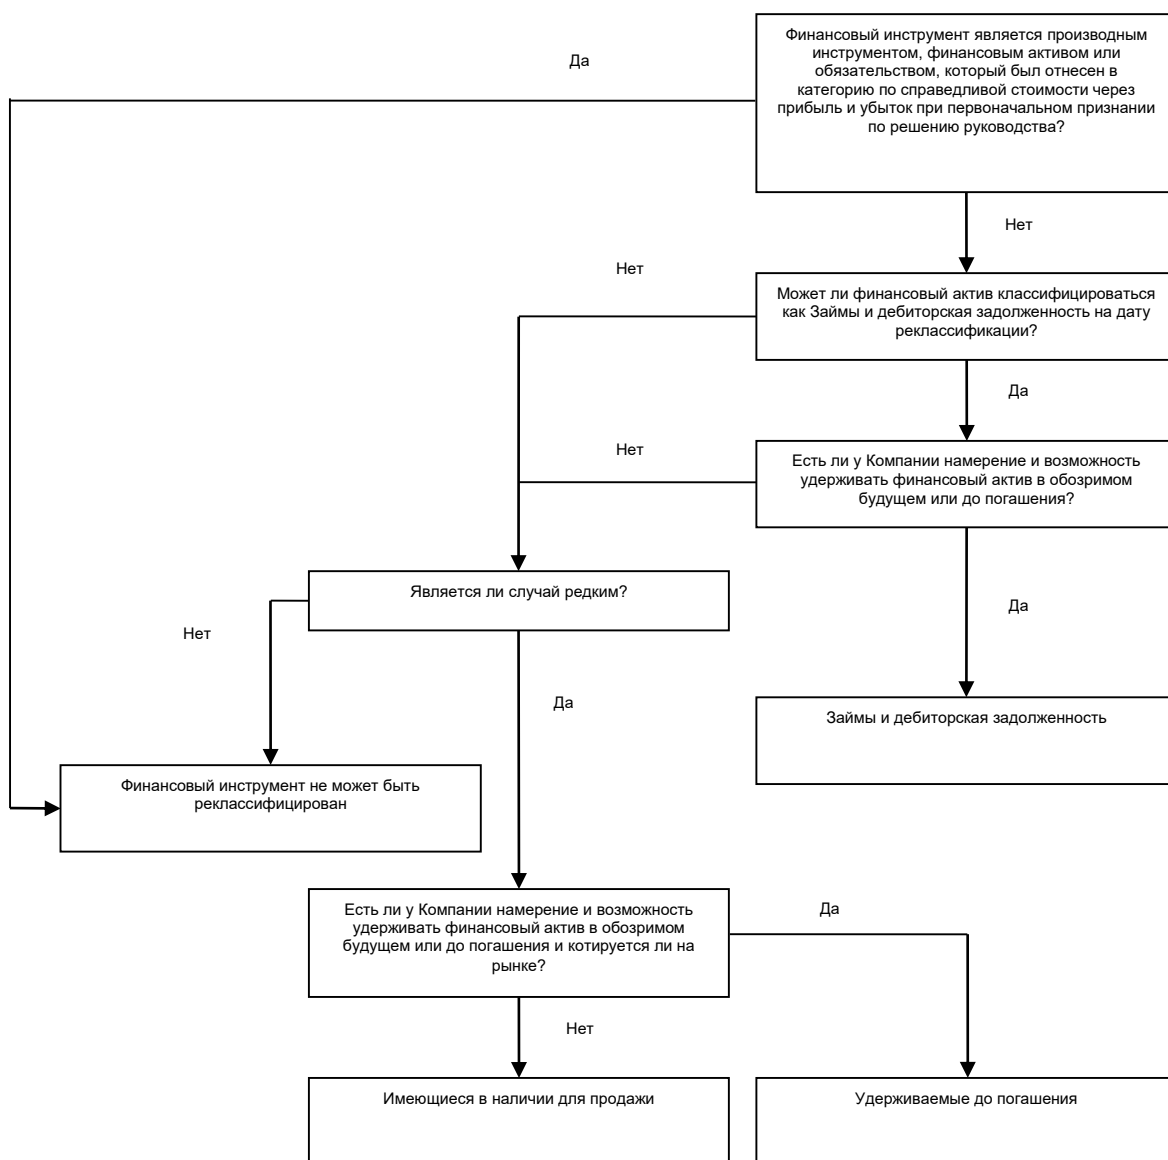 Финансовый инструмент является производным
инструментом, финансовым активом или
обязательством, который был отнесен в
категорию по справедливой стоимости через
прибыль и убыток при первоначальном признании
по решению руководства?
Да
Нет
Нет
Может ли финансовый актив классифицироваться
как Займы и дебиторская задолженность на дату
реклассификации?
Да
Нет
Есть ли у Компании намерение и возможность
удерживать финансовый актив в обозримом
будущем или до погашения?
Является ли случай редким?
Да
Нет
Да
Займы и дебиторская задолженность
Финансовый инструмент не может быть
реклассифицирован
Есть ли у Компании намерение и возможность
удерживать финансовый актив в обозримом
будущем или до погашения и котируется ли на
рынке?
Да
Нет
Имеющиеся в наличии для продажи
Удерживаемые до погашения